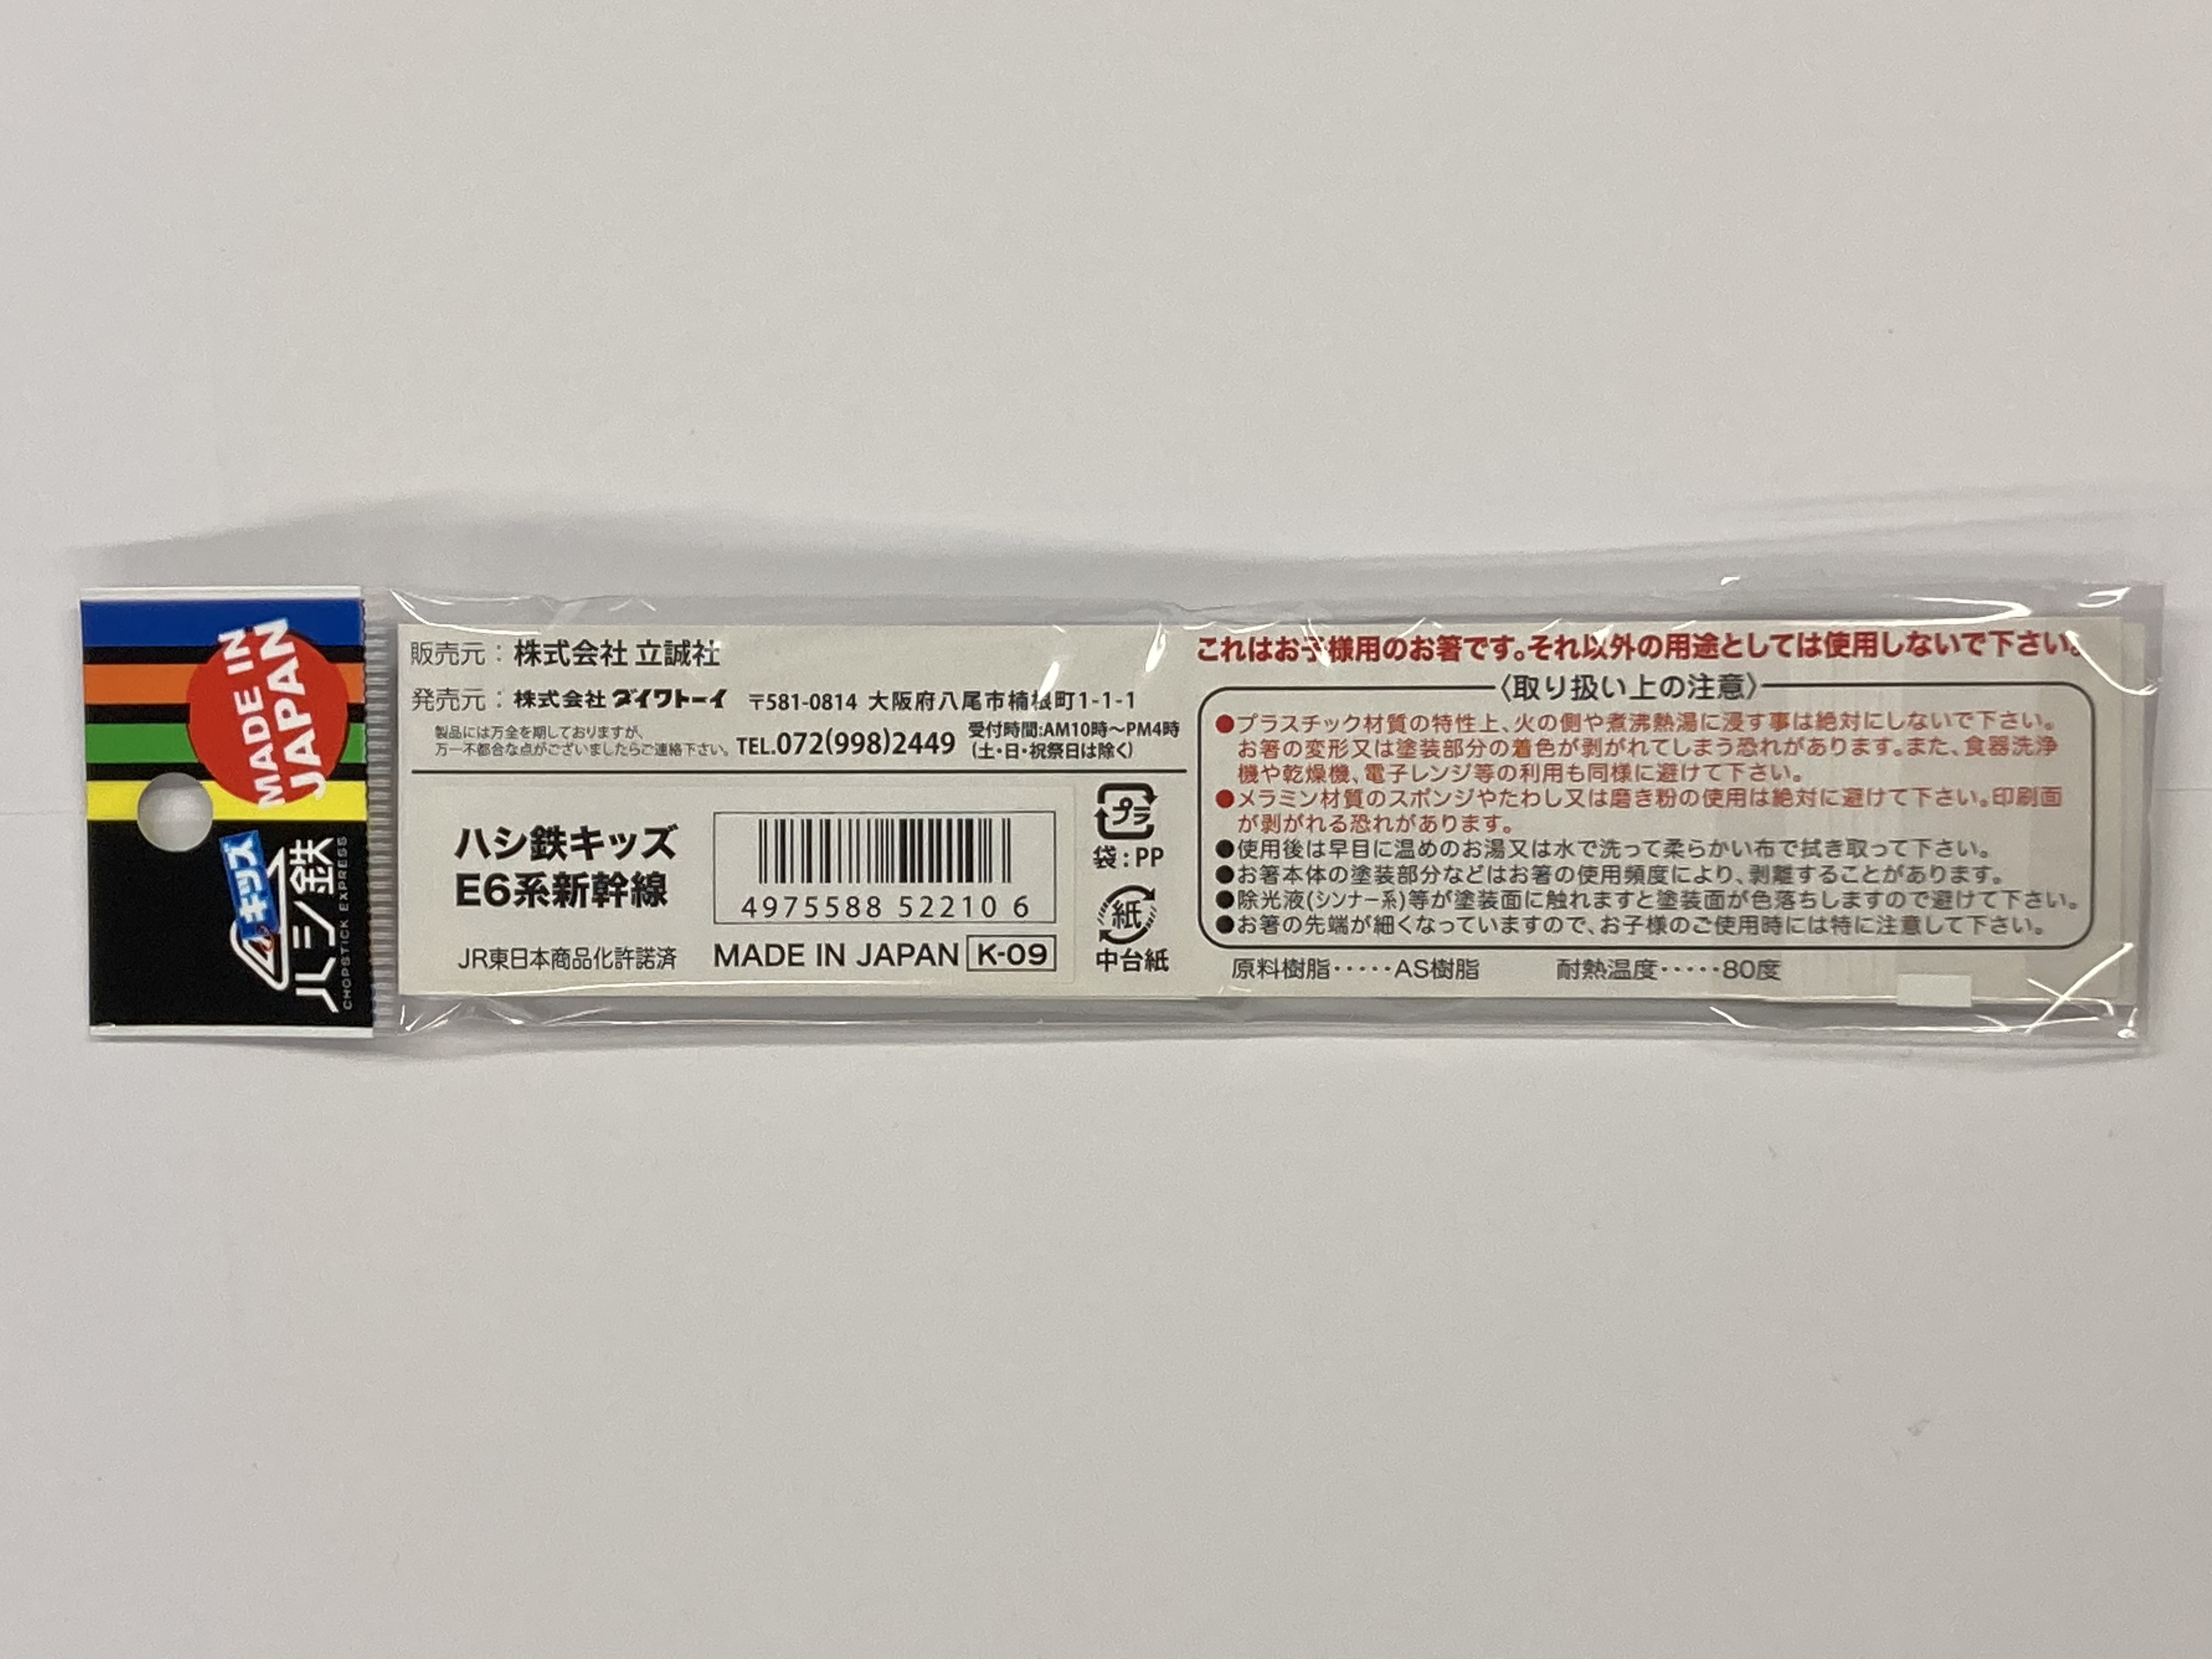 MADE IN
JAPAN
キッズ
ハシ鉄
CHOPSTICK EXPRESS
販売元：株式会社 立誠社
発売元：株式会社 ダイワトーイ 〒581-0814 大阪府八尾市楠根町1-1-1
製品には万全を期しておりますが、
万一不都合な点がございましたらご連絡下さい。
TEL.072(998)2449
受付時間:AM10時～PM4時
(土・日・祝祭日は除く)
ハシ鉄キッズ
E6系新幹線
JR東日本商品化許諾済
4975588 52210 6
MADE IN JAPAN K-09
プラ
袋：PP
紙
中台紙
これはお子様用のお箸です。それ以外の用途としては使用しないで下さい。
〈取り扱い上の注意〉
●プラスチック材質の特性上、火の側や煮沸熱湯に浸す事は絶対にしないで下さい。
お箸の変形又は塗装部分の着色が剥がれてしまう恐れがあります。また、食器洗浄
機や乾燥機、電子レンジ等の利用も同様に避けて下さい。
●メラミン材質のスポンジやたわし又は磨き粉の使用は絶対に避けて下さい。印刷面
が剥がれる恐れがあります。
●使用後は早目に温めのお湯又は水で洗って柔らかい布で拭き取って下さい。
●お箸本体の塗装部分などはお箸の使用頻度により、剥離することがあります。
●除光液(シンナー系)等が塗装面に触れますと塗装面が色落ちしますので避けて下さい。
●お箸の先端が細くなっていますので、お子様のご使用時には特に注意して下さい。
原料樹脂･････AS樹脂 耐熱温度･････80度